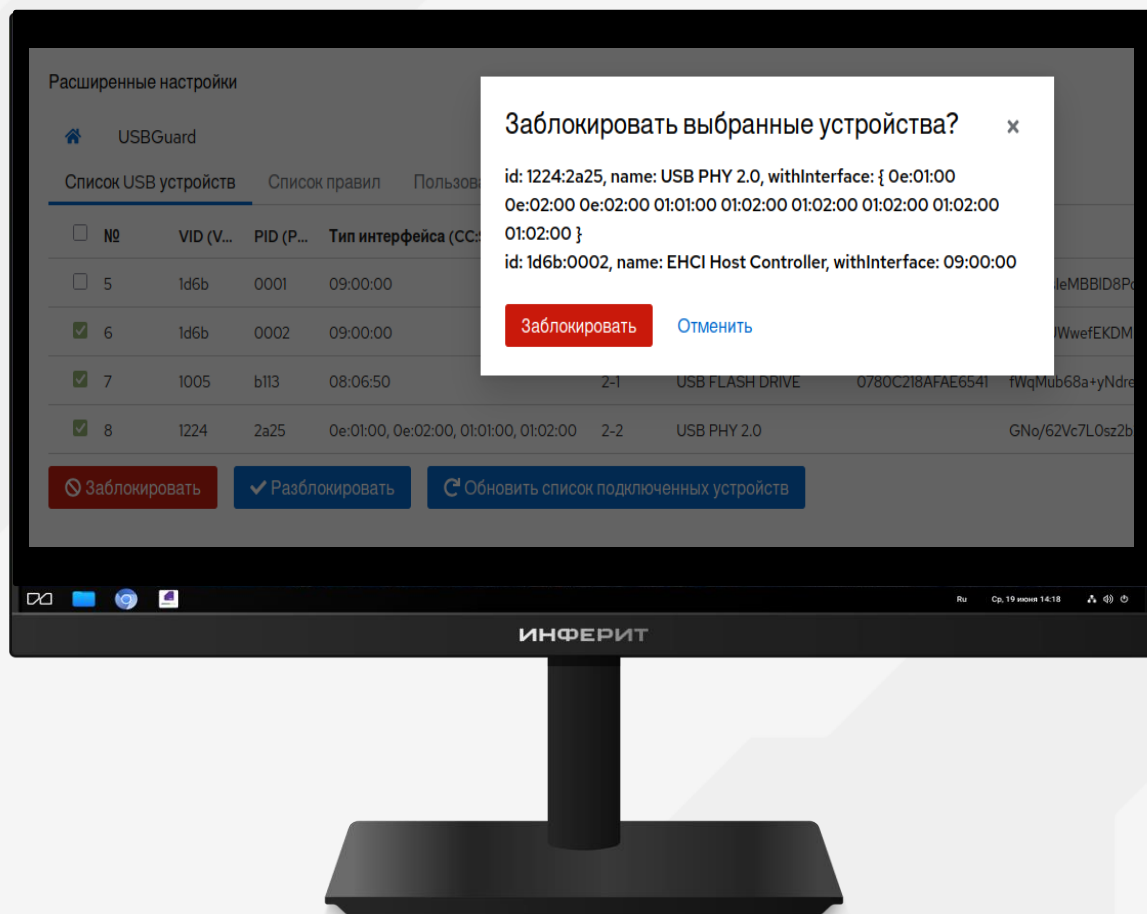 Расширенные настройки
USBGuard
Список USB устройств Список правил
№ VID (V... PID (P... Тип интерфейса
5 1d6b 0001 09:00:00
6 1d6b 0002 09:00:00
7 1005 b113 08:06:50 2-1 USB FLASH DRIVE 0780C218AFAE6541
8 1224 2a25 0e:01:00, 0e:02:00, 01:01:00, 01:02:00 2-2 USB PHY 2.0 GNo/62Vc7L0sz2b
Заблокировать Разблокировать Обновить список подключенных устройств
Заблокировать выбранные устройства? ×
id: 1224:2a25, name: USB PHY 2.0, withInterface: { 0e:01:00
0e:02:00 0e:02:00 01:01:00 01:02:00 01:02:00 01:02:00 01:02:00
01:02:00 }
id: 1d6b:0002, name: EHCI Host Controller, withInterface: 09:00:00
Заблокировать Отменить
Ru Ср, 19 июня 14:18
ИНФЕРИТ